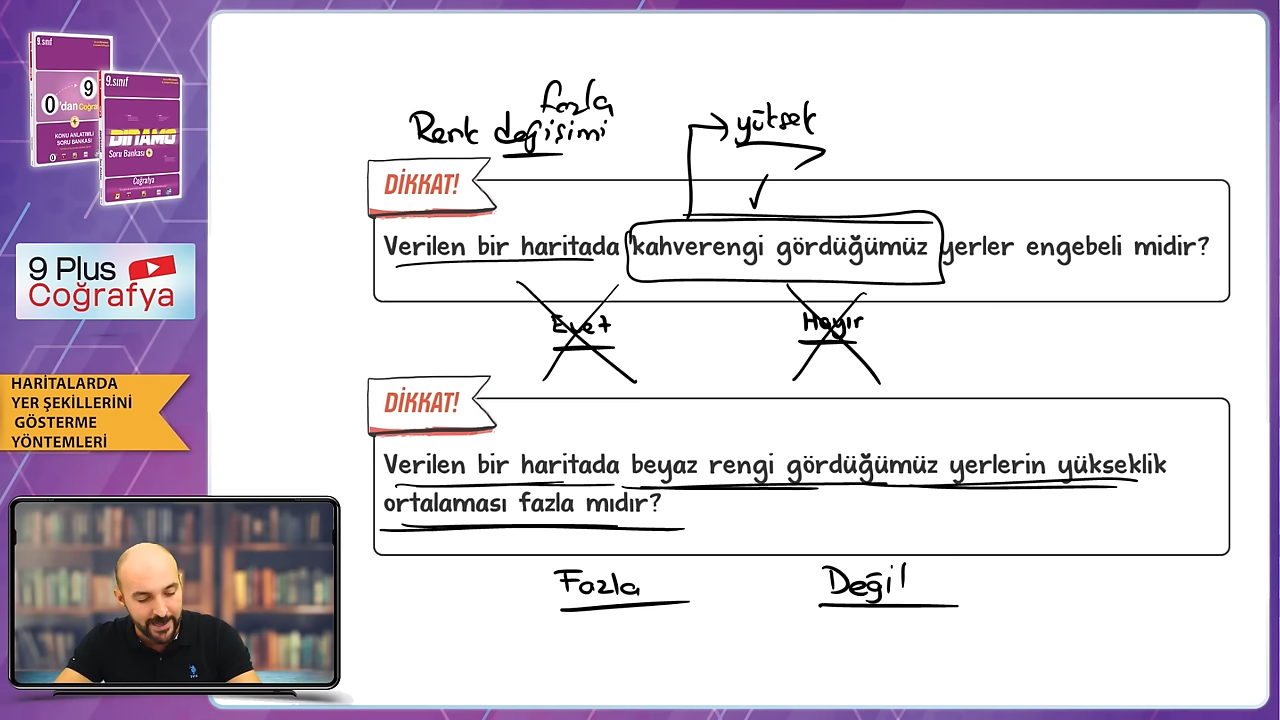 9.sınıf
0'dan 9
Coğrafya
KONU ANLATIMLI
SORU BANKASI
9.sınıf
DİNAMO
Soru Bankası
Coğrafya
9 Plus
Coğrafya
HARİTALARDA
YER ŞEKİLLERİNİ
GÖSTERME
YÖNTEMLERİ
fazla
Renk değişimi
yüksek
DİKKAT!
Verilen bir haritada kahverengi gördüğümüz yerler engebeli midir?
Evet Hayır
DİKKAT!
Verilen bir haritada beyaz rengi gördüğümüz yerlerin yükseklik
ortalaması fazla mıdır?
Fazla Değil